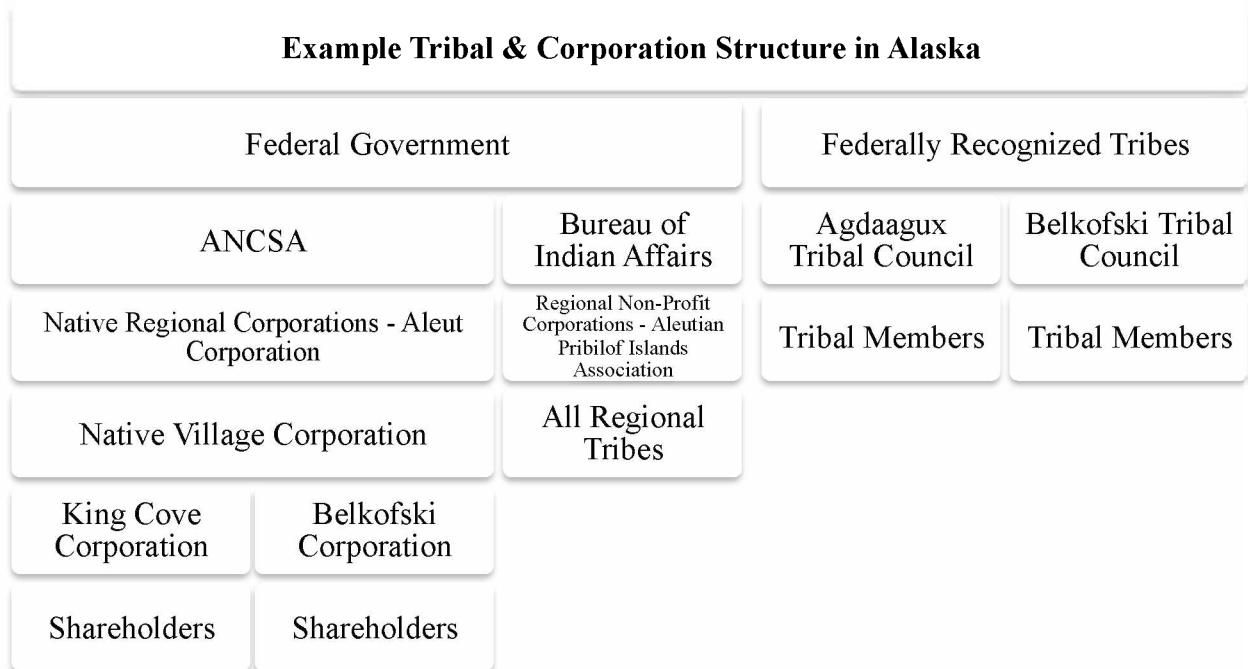 Example Tribal & Corporation Structure in Alaska
Federal Government
Federally Recognized Tribes
ANCSA
Bureau of
Indian Affairs
Agdaagux
Tribal Council
Belkofski Tribal
Council
Native Regional Corporations - Aleut
Corporation
Regional Non-Profit
Corporations - Aleutian
Pribilof Islands
Association
Tribal Members
Tribal Members
Native Village Corporation
All Regional
Tribes
King Cove
Corporation
Belkofski
Corporation
Shareholders
Shareholders